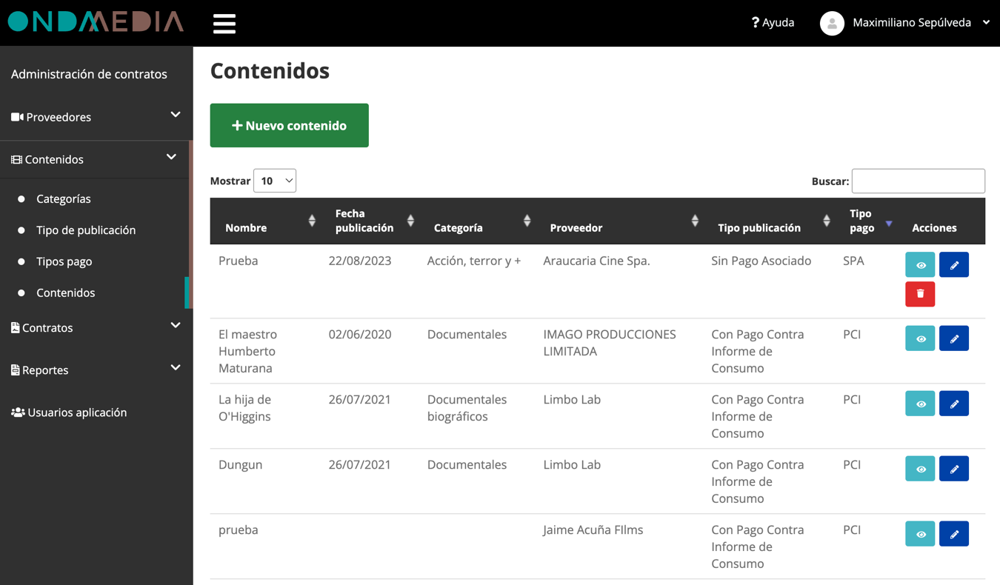 ONDAMEDIA
? Ayuda
Maximiliano Sepúlveda
Administración de contratos
Proveedores
Contenidos
Categorías
Tipo de publicación
Tipos pago
Contenidos
Contratos
Reportes
Usuarios aplicación
Contenidos
+ Nuevo contenido
Mostrar 10
Buscar:
Nombre
Fecha
publicación
Categoría
Proveedor
Tipo publicación
Tipo
pago
Acciones
Prueba
22/08/2023
Acción, terror y +
Araucaria Cine Spa.
Sin Pago Asociado
SPA
El maestro
Humberto
Maturana
02/06/2020
Documentales
IMAGO PRODUCCIONES
LIMITADA
Con Pago Contra
Informe de
Consumo
PCI
La hija de
O'Higgins
26/07/2021
Documentales
biográficos
Limbo Lab
Con Pago Contra
Informe de
Consumo
PCI
Dungun
26/07/2021
Documentales
Limbo Lab
Con Pago Contra
Informe de
Consumo
PCI
prueba
Jaime Acuña FIlms
Con Pago Contra
Informe de
Consumo
PCI